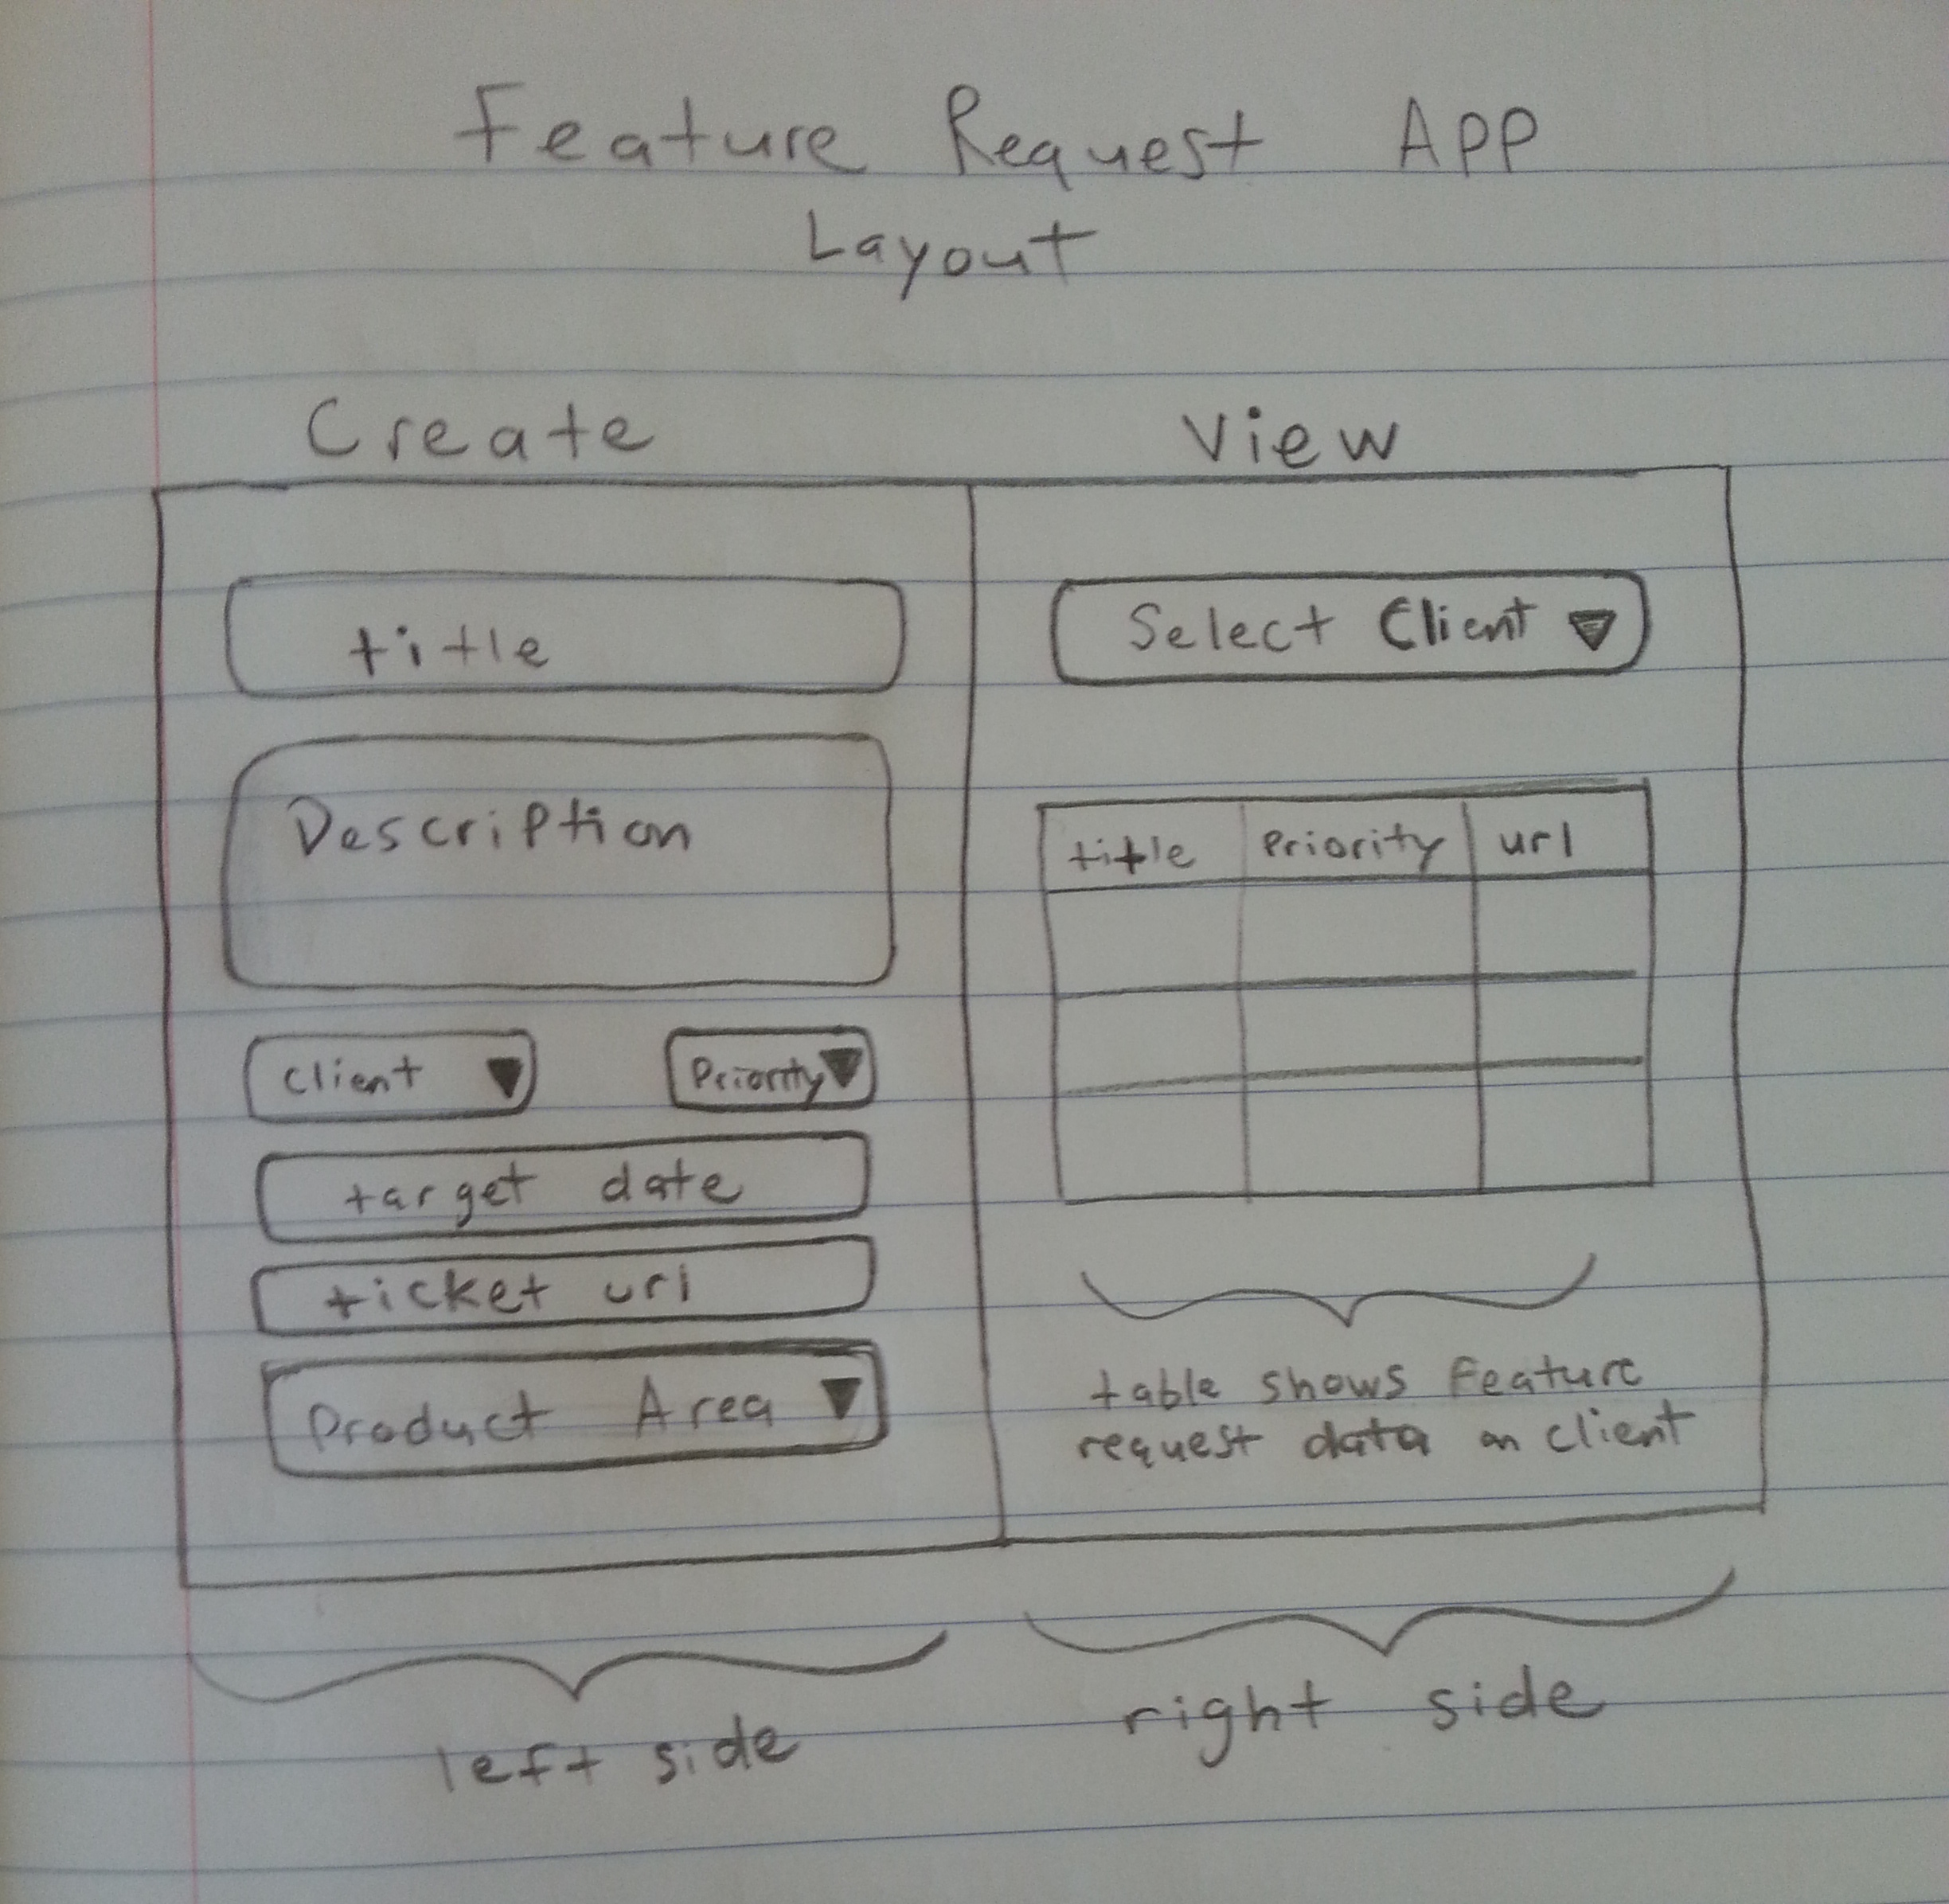 Feature Request APP
Layout
Create
View
title
Description
Client
Priority
target date
ticket url
Product Area
Select Client
title Priority url
table shows Feature
request data on client
left side
right side